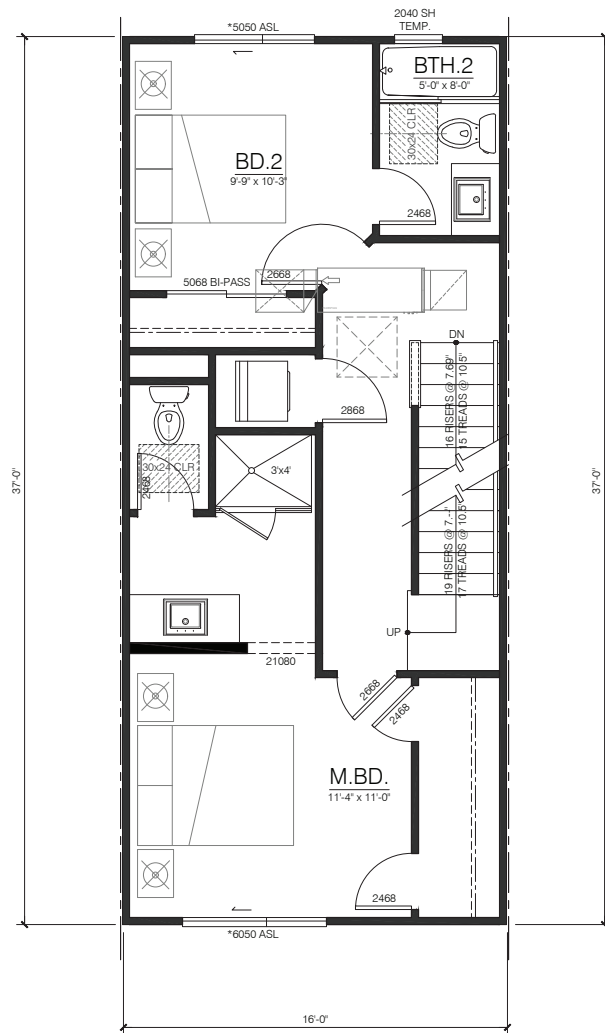 2040 SH
TEMP.
*5050 ASL
BTH.2
5'-0" x 8'-0"
30x24 CLR
BD.2
9'-9" x 10'-3"
2468
2668
5068 BI-PASS
DN
16 RISERS @ 7.69"
15 TREADS @ 10.5"
2868
30x24 CLR
2468
3'x4'
37'-0"
37'-0"
17 TREADS @ 10.5"
UP
21080
2668
2468
M.BD.
11'-4" x 11'-0"
2468
*6050 ASL
16'-0"